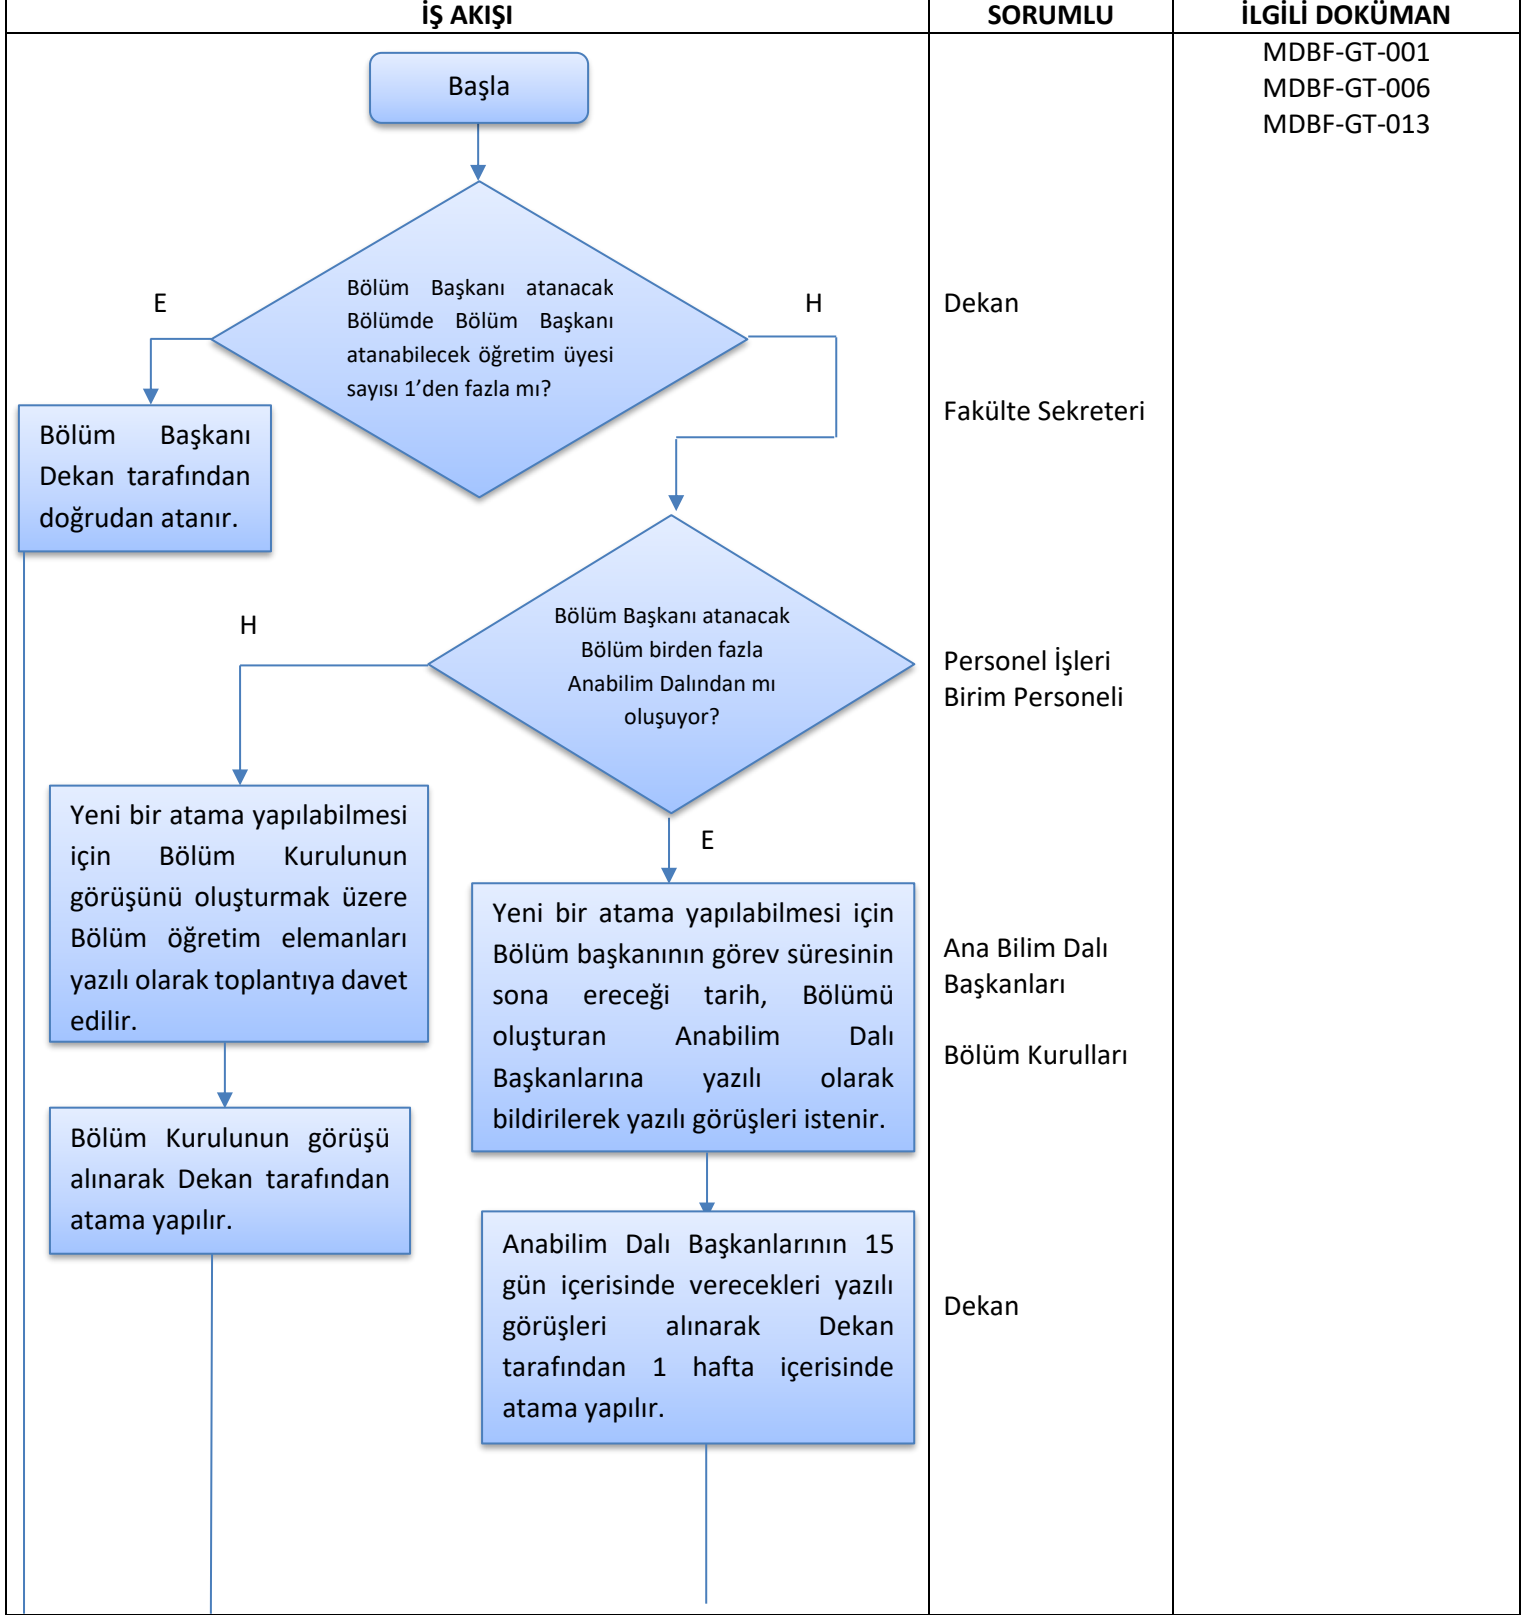 İŞ AKIŞI
SORUMLU
İLGİLİ DOKÜMAN
Başla
MDBF-GT-001
MDBF-GT-006
MDBF-GT-013
Bölüm Başkanı atanacak
Bölümde Bölüm Başkanı
atanabilecek öğretim üyesi
sayısı 1’den fazla mı?
E
H
Dekan
Fakülte Sekreteri
Bölüm Başkanı
Dekan tarafından
doğrudan atanır.
Bölüm Başkanı atanacak
Bölüm birden fazla
Anabilim Dalından mı
oluşuyor?
H
Personel İşleri
Birim Personeli
E
Yeni bir atama yapılabilmesi
için Bölüm Kurulunun
görüşünü oluşturmak üzere
Bölüm öğretim elemanları
yazılı olarak toplantıya davet
edilir.
Yeni bir atama yapılabilmesi için
Bölüm başkanının görev süresinin
sona ereceği tarih, Bölümü
oluşturan Anabilim Dalı
Başkanlarına yazılı olarak
bildirilerek yazılı görüşleri istenir.
Ana Bilim Dalı
Başkanları
Bölüm Kurulları
Bölüm Kurulunun görüşü
alınarak Dekan tarafından
atama yapılır.
Anabilim Dalı Başkanlarının 15
gün içerisinde verecekleri yazılı
görüşleri alınarak Dekan
tarafından 1 hafta içerisinde
atama yapılır.
Dekan